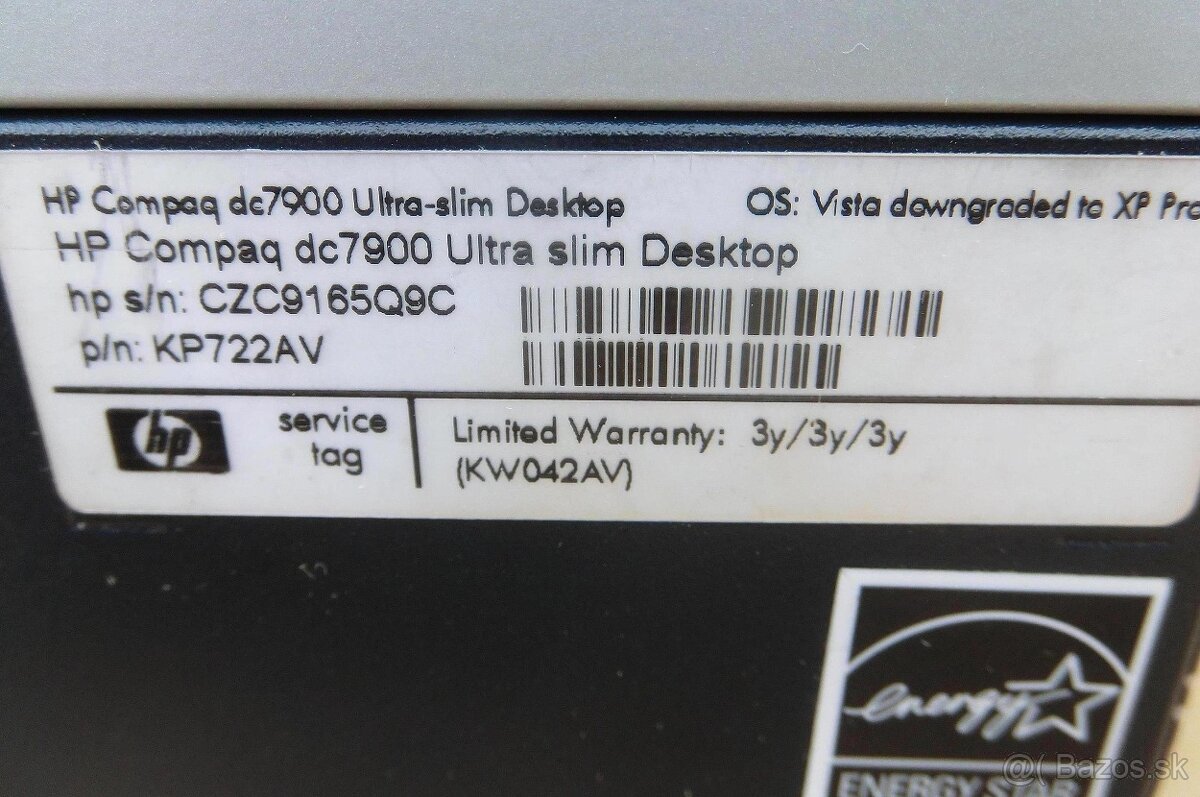 HP Compaq dc7900 Ultra-slim Desktop OS: Vista downgraded to XP Pro
HP Compaq dc7900 Ultra slim Desktop
hp s/n: CZC9165Q9C
p/n: KP722AV
hp
service
tag
Limited Warranty: 3y/3y/3y
(KW042AV)
energy
ENERGY STAR
@( Bazos.sk